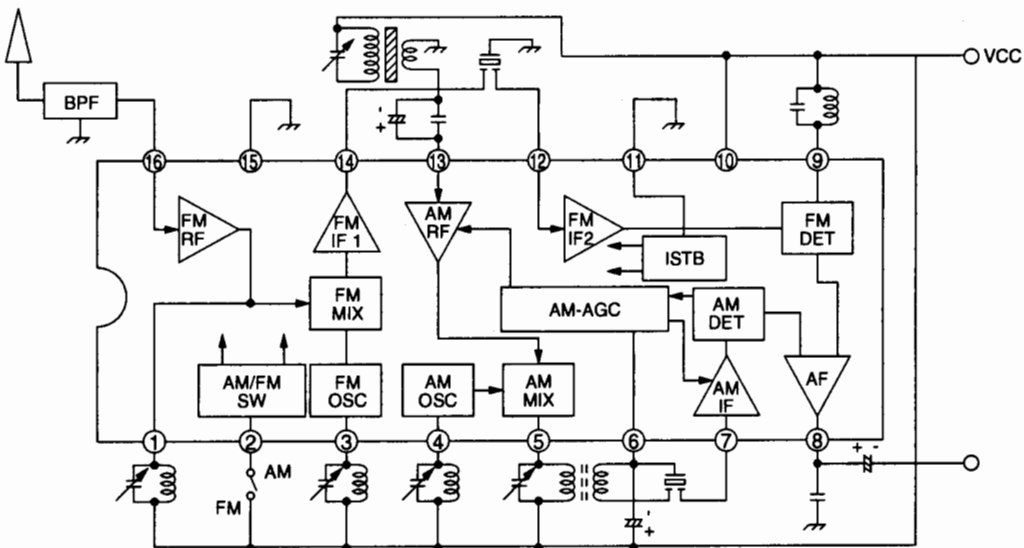 VCC
BPF
16
15
14
13
12
11
10
9
FM
RF
FM
IF 1
AM
RF
FM
IF2
FM
DET
ISTB
FM
MIX
AM-AGC
AM
DET
AM/FM
SW
FM
OSC
AM
OSC
AM
MIX
AM
IF
AF
1
2
3
4
5
6
7
8
+ -
AM
FM